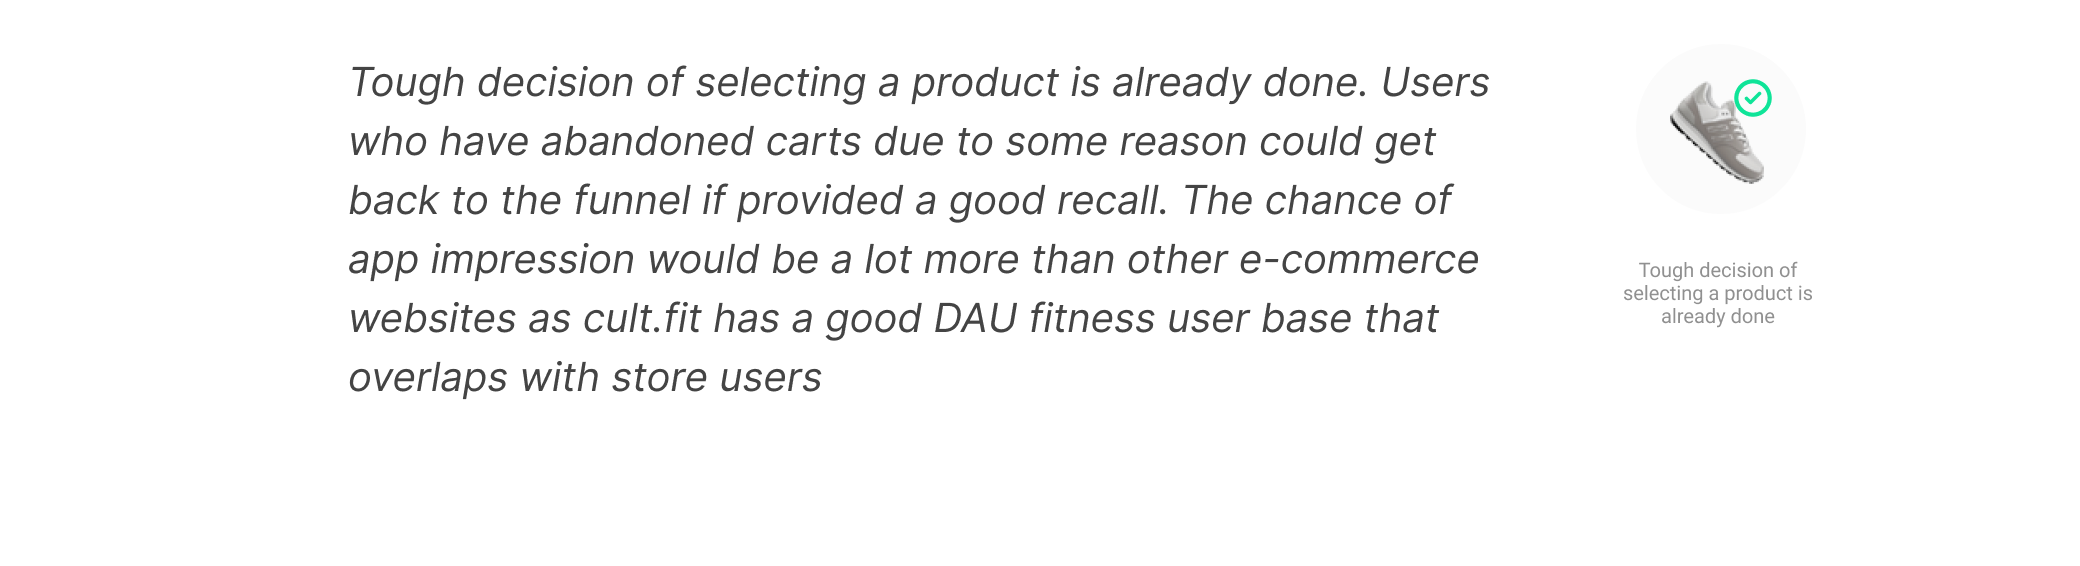 Tough decision of selecting a product is already done. Users
who have abandoned carts due to some reason could get
back to the funnel if provided a good recall. The chance of
app impression would be a lot more than other e-commerce
websites as cult.fit has a good DAU fitness user base that
overlaps with store users
Tough decision of
selecting a product is
already done